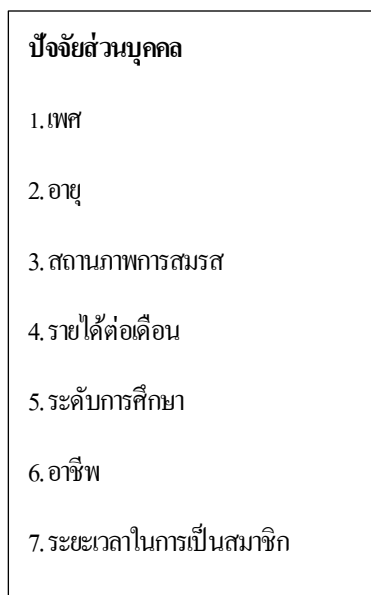 ปัจจัยส่วนบุคคล
1. เพศ
2. อายุ
3. สถานภาพการสมรส
4. รายได้ต่อเดือน
5. ระดับการศึกษา
6. อาชีพ
7. ระยะเวลาในการเป็นสมาชิก